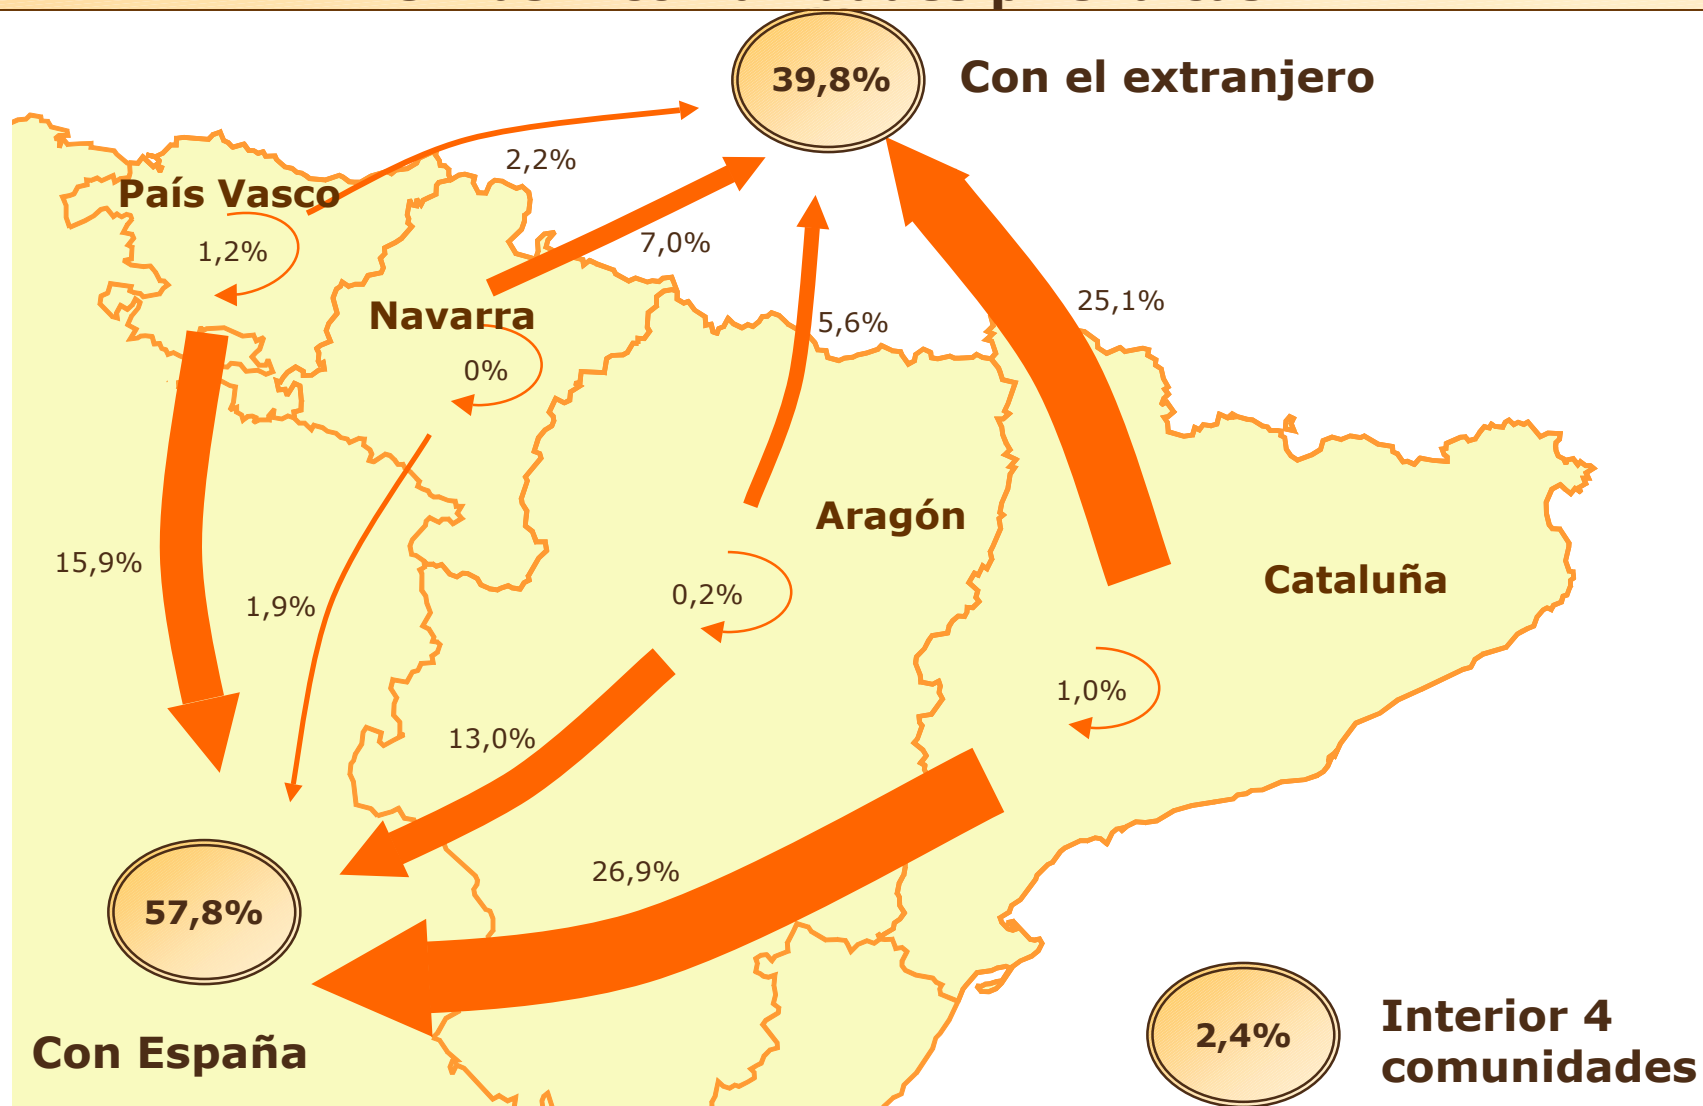 39,8%
Con el extranjero
2,2%
País Vasco
1,2%
7,0%
Navarra
5,6%
25,1%
0%
Aragón
15,9%
1,9%
0,2%
Cataluña
1,0%
13,0%
26,9%
57,8%
Con España
2,4%
Interior 4
comunidades